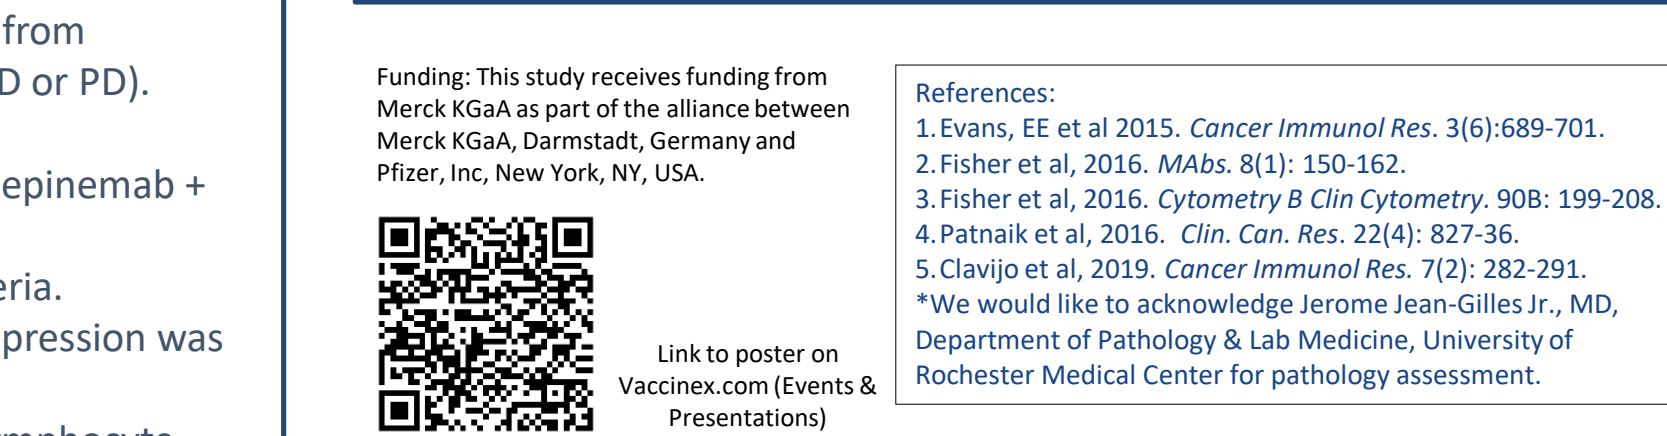 from
D or PD).
epinemab +
eria.
pression was
Funding: This study receives funding from
Merck KGaA as part of the alliance between
Merck KGaA, Darmstadt, Germany and
Pfizer, Inc, New York, NY, USA.
Link to poster on
Vaccinex.com (Events &
Presentations)
References:
1.Evans, EE et al 2015. Cancer Immunol Res. 3(6):689-701.
2.Fisher et al, 2016. MAbs. 8(1): 150-162.
3.Fisher et al, 2016. Cytometry B Clin Cytometry. 90B: 199-208.
4.Patnaik et al, 2016. Clin. Can. Res. 22(4): 827-36.
5.Clavijo et al, 2019. Cancer Immunol Res. 7(2): 282-291.
*We would like to acknowledge Jerome Jean-Gilles Jr., MD,
Department of Pathology & Lab Medicine, University of
Rochester Medical Center for pathology assessment.